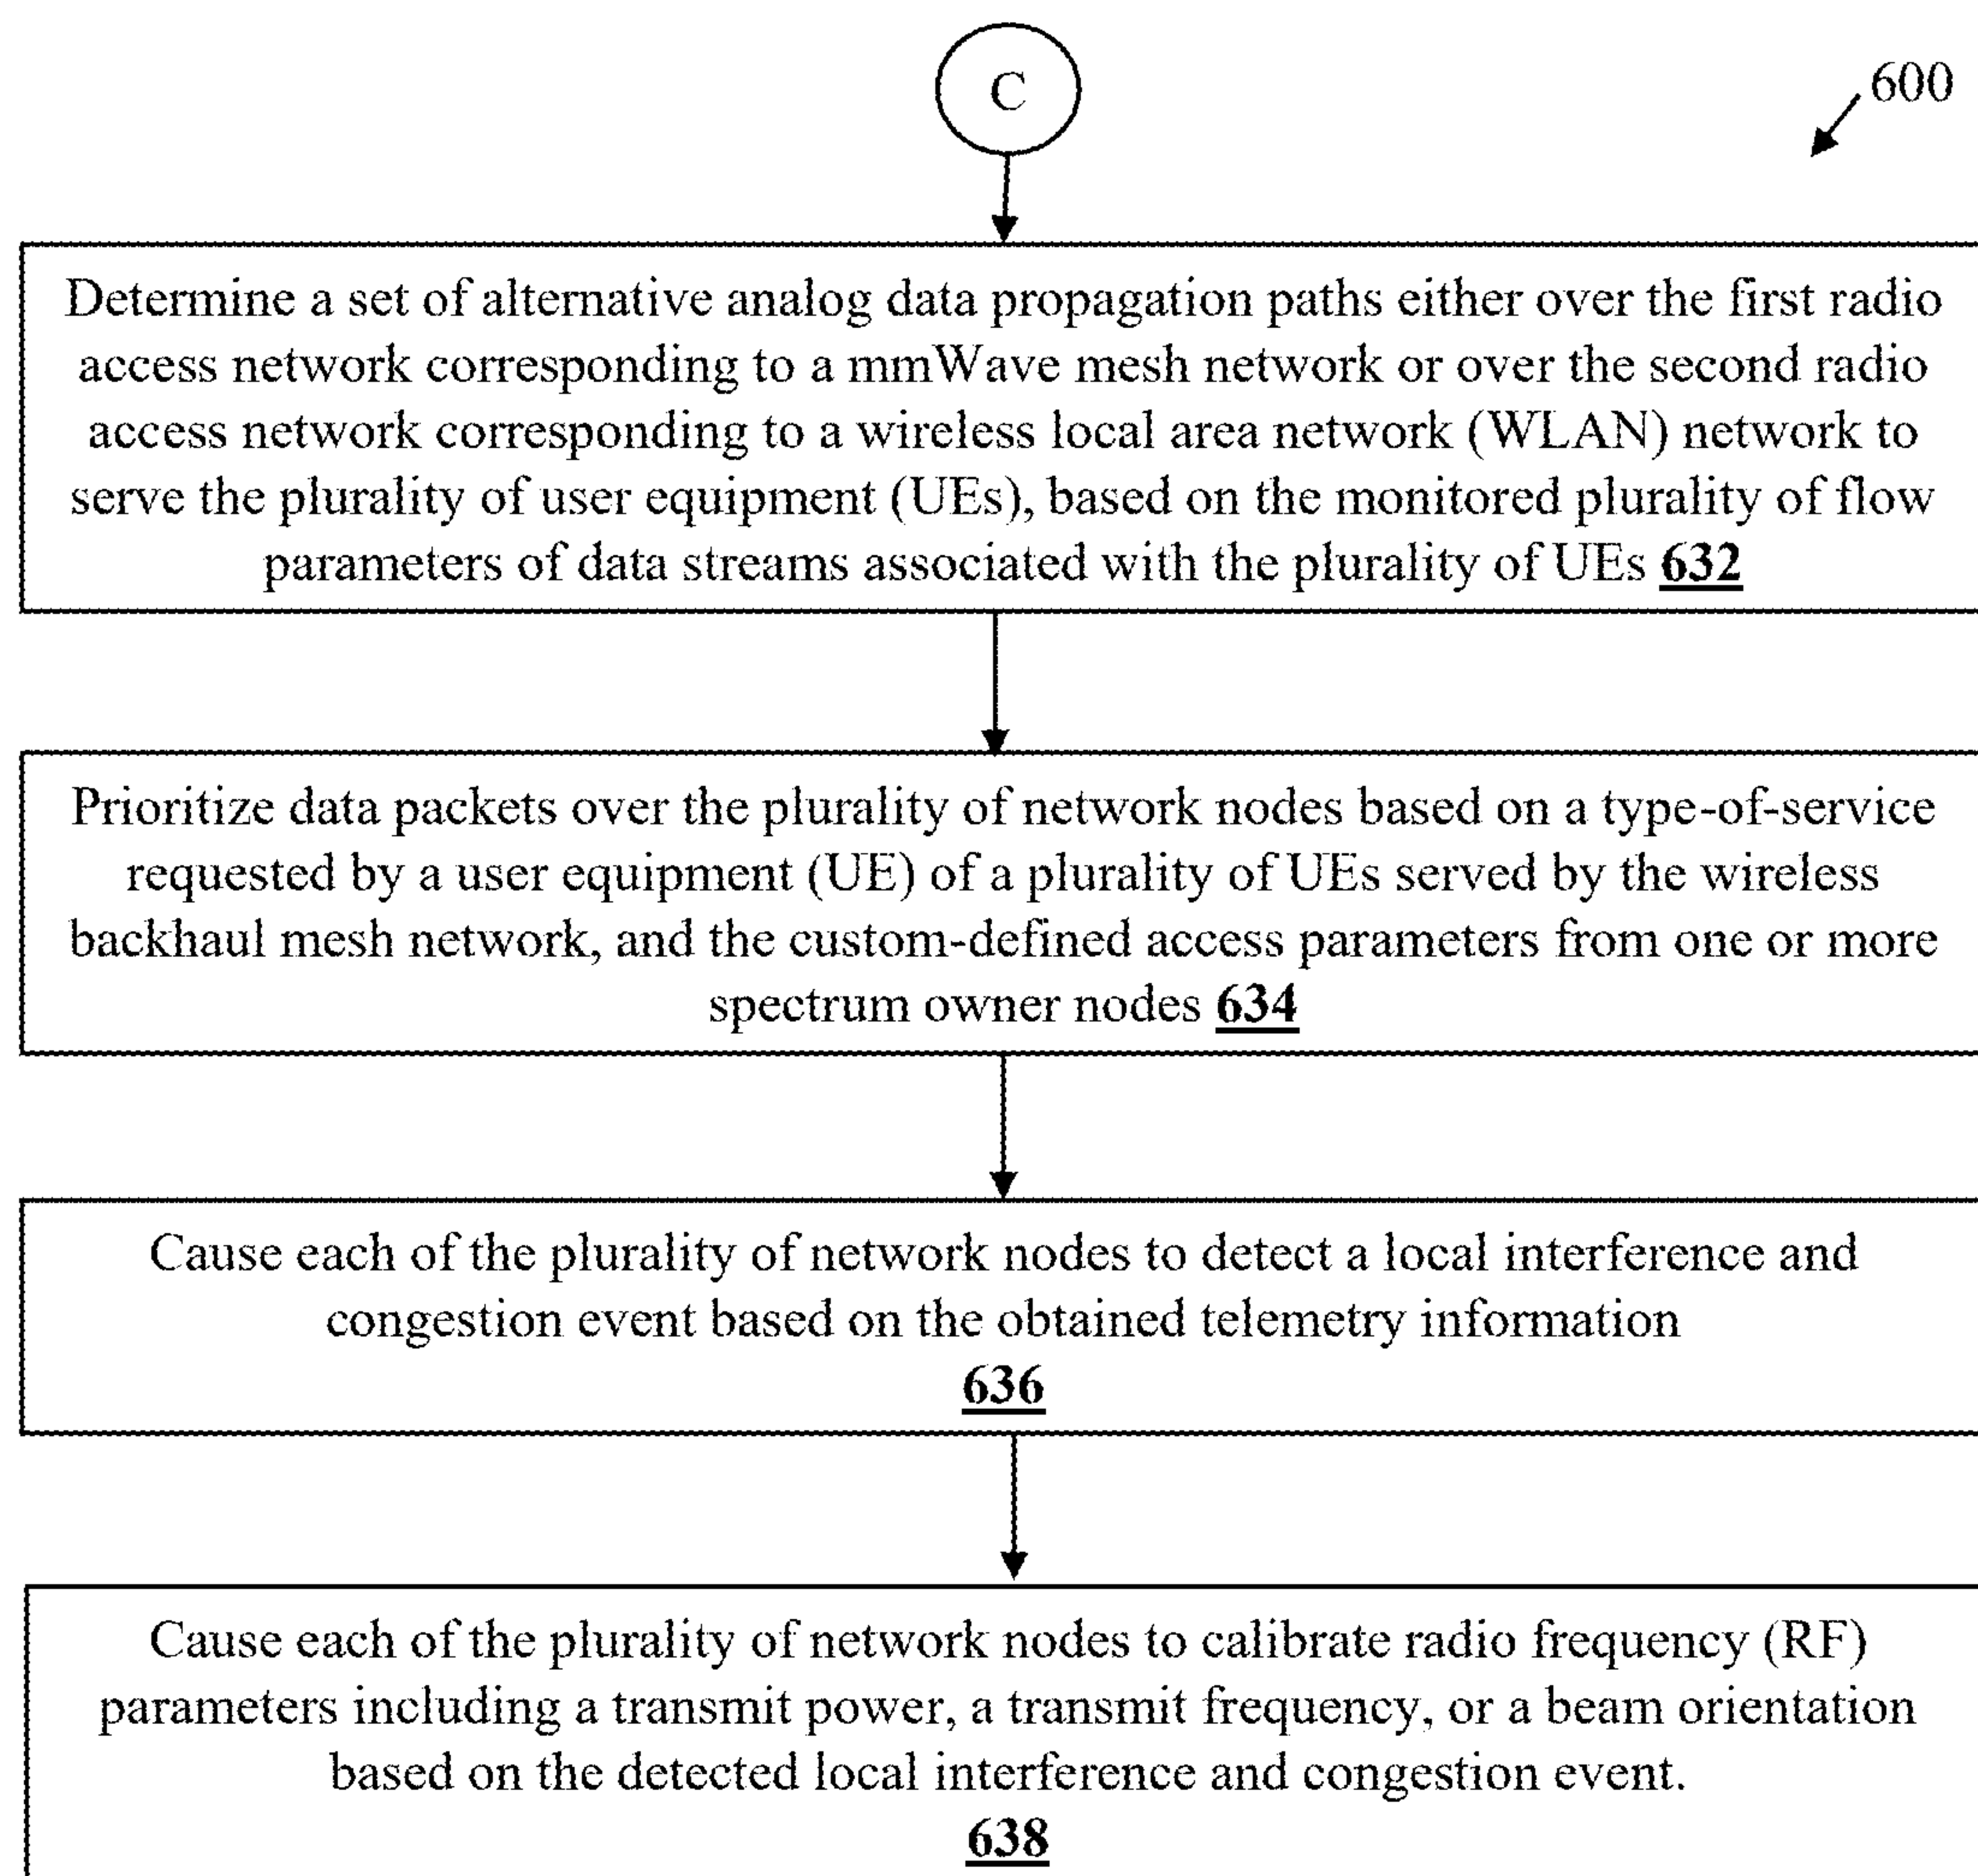 C
600
Determine a set of alternative analog data propagation paths either over the first radio
access network corresponding to a mmWave mesh network or over the second radio
access network corresponding to a wireless local area network (WLAN) network to
serve the plurality of user equipment (UEs), based on the monitored plurality of flow
parameters of data streams associated with the plurality of UEs 632
Prioritize data packets over the plurality of network nodes based on a type-of-service
requested by a user equipment (UE) of a plurality of UEs served by the wireless
backhaul mesh network, and the custom-defined access parameters from one or more
spectrum owner nodes 634
Cause each of the plurality of network nodes to detect a local interference and
congestion event based on the obtained telemetry information
636
Cause each of the plurality of network nodes to calibrate radio frequency (RF)
parameters including a transmit power, a transmit frequency, or a beam orientation
based on the detected local interference and congestion event.
638